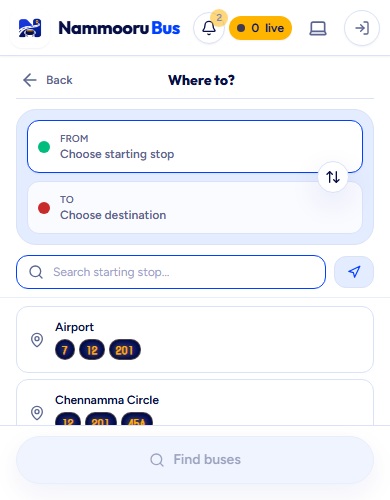 Nammooru Bus
2
0 live
Back
Where to?
FROM
Choose starting stop
TO
Choose destination
Search starting stop...
Airport
7 12 201
Chennamma Circle
12 201 45A
Find buses